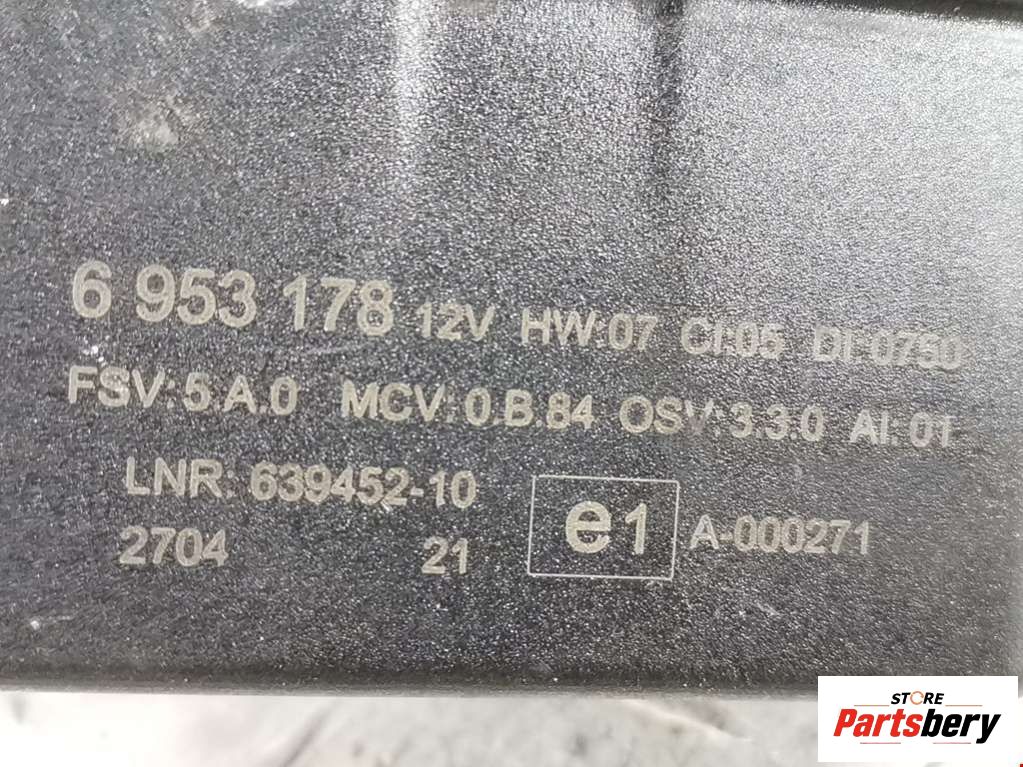 6 953 178 12V HW:07 CI:05 DI:0750
FSV:5.A.0 MCV:0.B.84 OSV:3.3.0 AI:01
LNR: 639452-10
2704 21 e1 A-000271
STORE
Partsbery